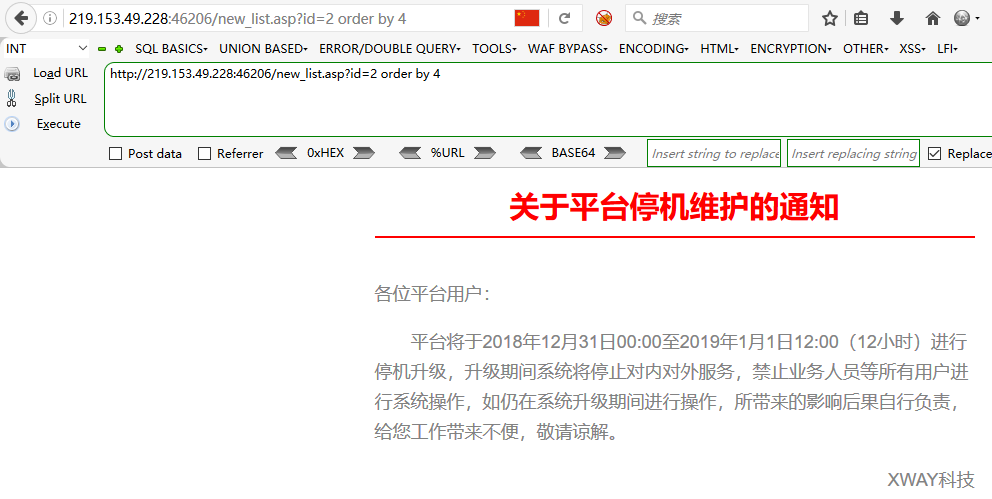 219.153.49.228:46206/new_list.asp?id=2 order by 4
搜索
INT
SQL BASICS
UNION BASED
ERROR/DOUBLE QUERY
TOOLS
WAF BYPASS
ENCODING
HTML
ENCRYPTION
OTHER
XSS
LFI
Load URL
http://219.153.49.228:46206/new_list.asp?id=2 order by 4
Split URL
Execute
Post data
Referrer
0xHEX
%URL
BASE64
Insert string to replace
Insert replacing string
Replace
关于平台停机维护的通知
各位平台用户：
平台将于2018年12月31日00:00至2019年1月1日12:00（12小时）进行
停机升级，升级期间系统将停止对内对外服务，禁止业务人员等所有用户进
行系统操作，如仍在系统升级期间进行操作，所带来的影响后果自行负责，
给您工作带来不便，敬请谅解。
XWAY科技